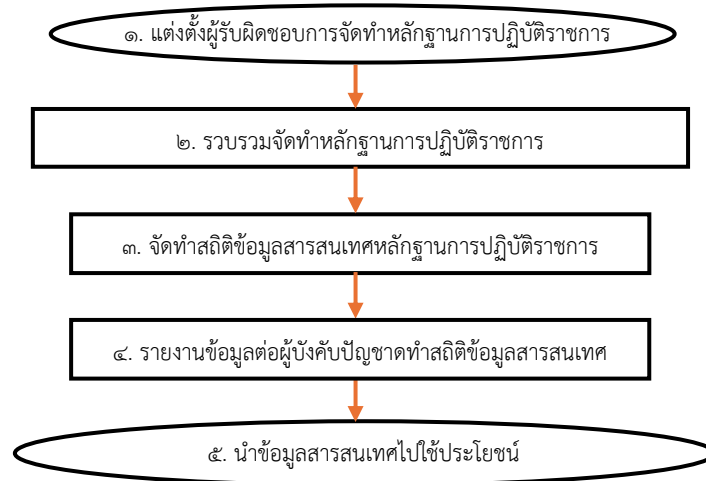 ๑. แต่งตั้งผู้รับผิดชอบการจัดทำหลักฐานการปฏิบัติราชการ
๒. รวบรวมจัดทำหลักฐานการปฏิบัติราชการ
๓. จัดทำสถิติข้อมูลสารสนเทศหลักฐานการปฏิบัติราชการ
๔. รายงานข้อมูลต่อผู้บังคับปัญชาดทำสถิติข้อมูลสารสนเทศ
๕. นำข้อมูลสารสนเทศไปใช้ประโยชน์